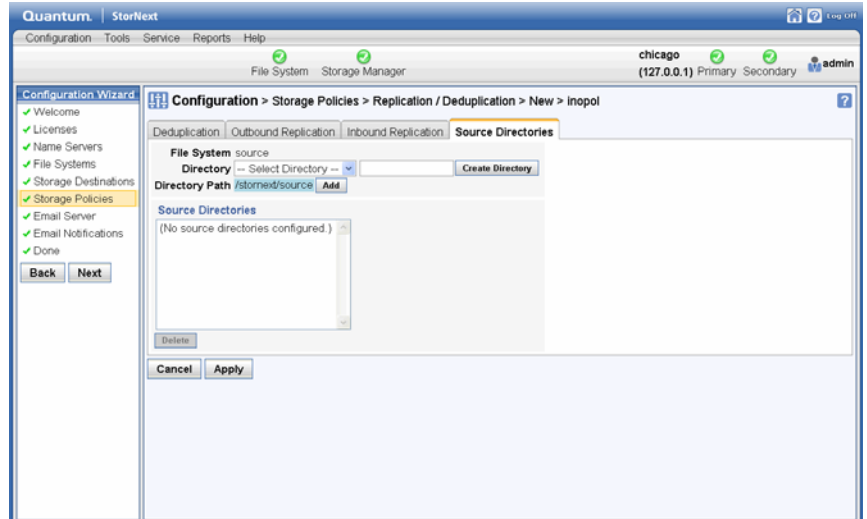 Quantum. StorNext
Log Off
Configuration Tools Service Reports Help
File System Storage Manager
chicago
(127.0.0.1) Primary Secondary
admin
Configuration Wizard
Welcome
Licenses
Name Servers
File Systems
Storage Destinations
Storage Policies
Email Server
Email Notifications
Done
Back Next
Configuration > Storage Policies > Replication / Deduplication > New > inopol
?
Deduplication Outbound Replication Inbound Replication Source Directories
File System source
Directory -- Select Directory -- Create Directory
Directory Path /stornext/source Add
Source Directories
(No source directories configured.)
Delete
Cancel Apply